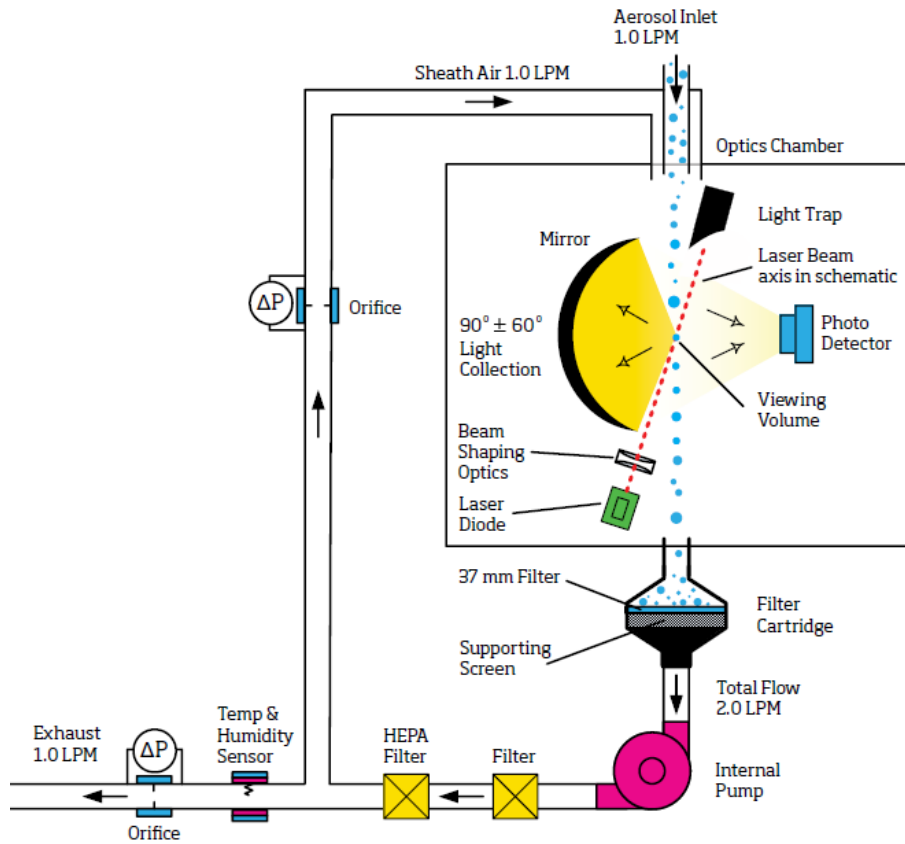 Aerosol Inlet
1.0 LPM
Sheath Air 1.0 LPM
Optics Chamber
Light Trap
Mirror
Laser Beam
axis in schematic
ΔP
Orifice
90° ± 60°
Light
Collection
Photo
Detector
Viewing
Volume
Beam
Shaping
Optics
Laser
Diode
37 mm Filter
Filter
Cartridge
Supporting
Screen
Total Flow
2.0 LPM
Exhaust
1.0 LPM
ΔP
Temp &
Humidity
Sensor
HEPA
Filter
Filter
Internal
Pump
Orifice